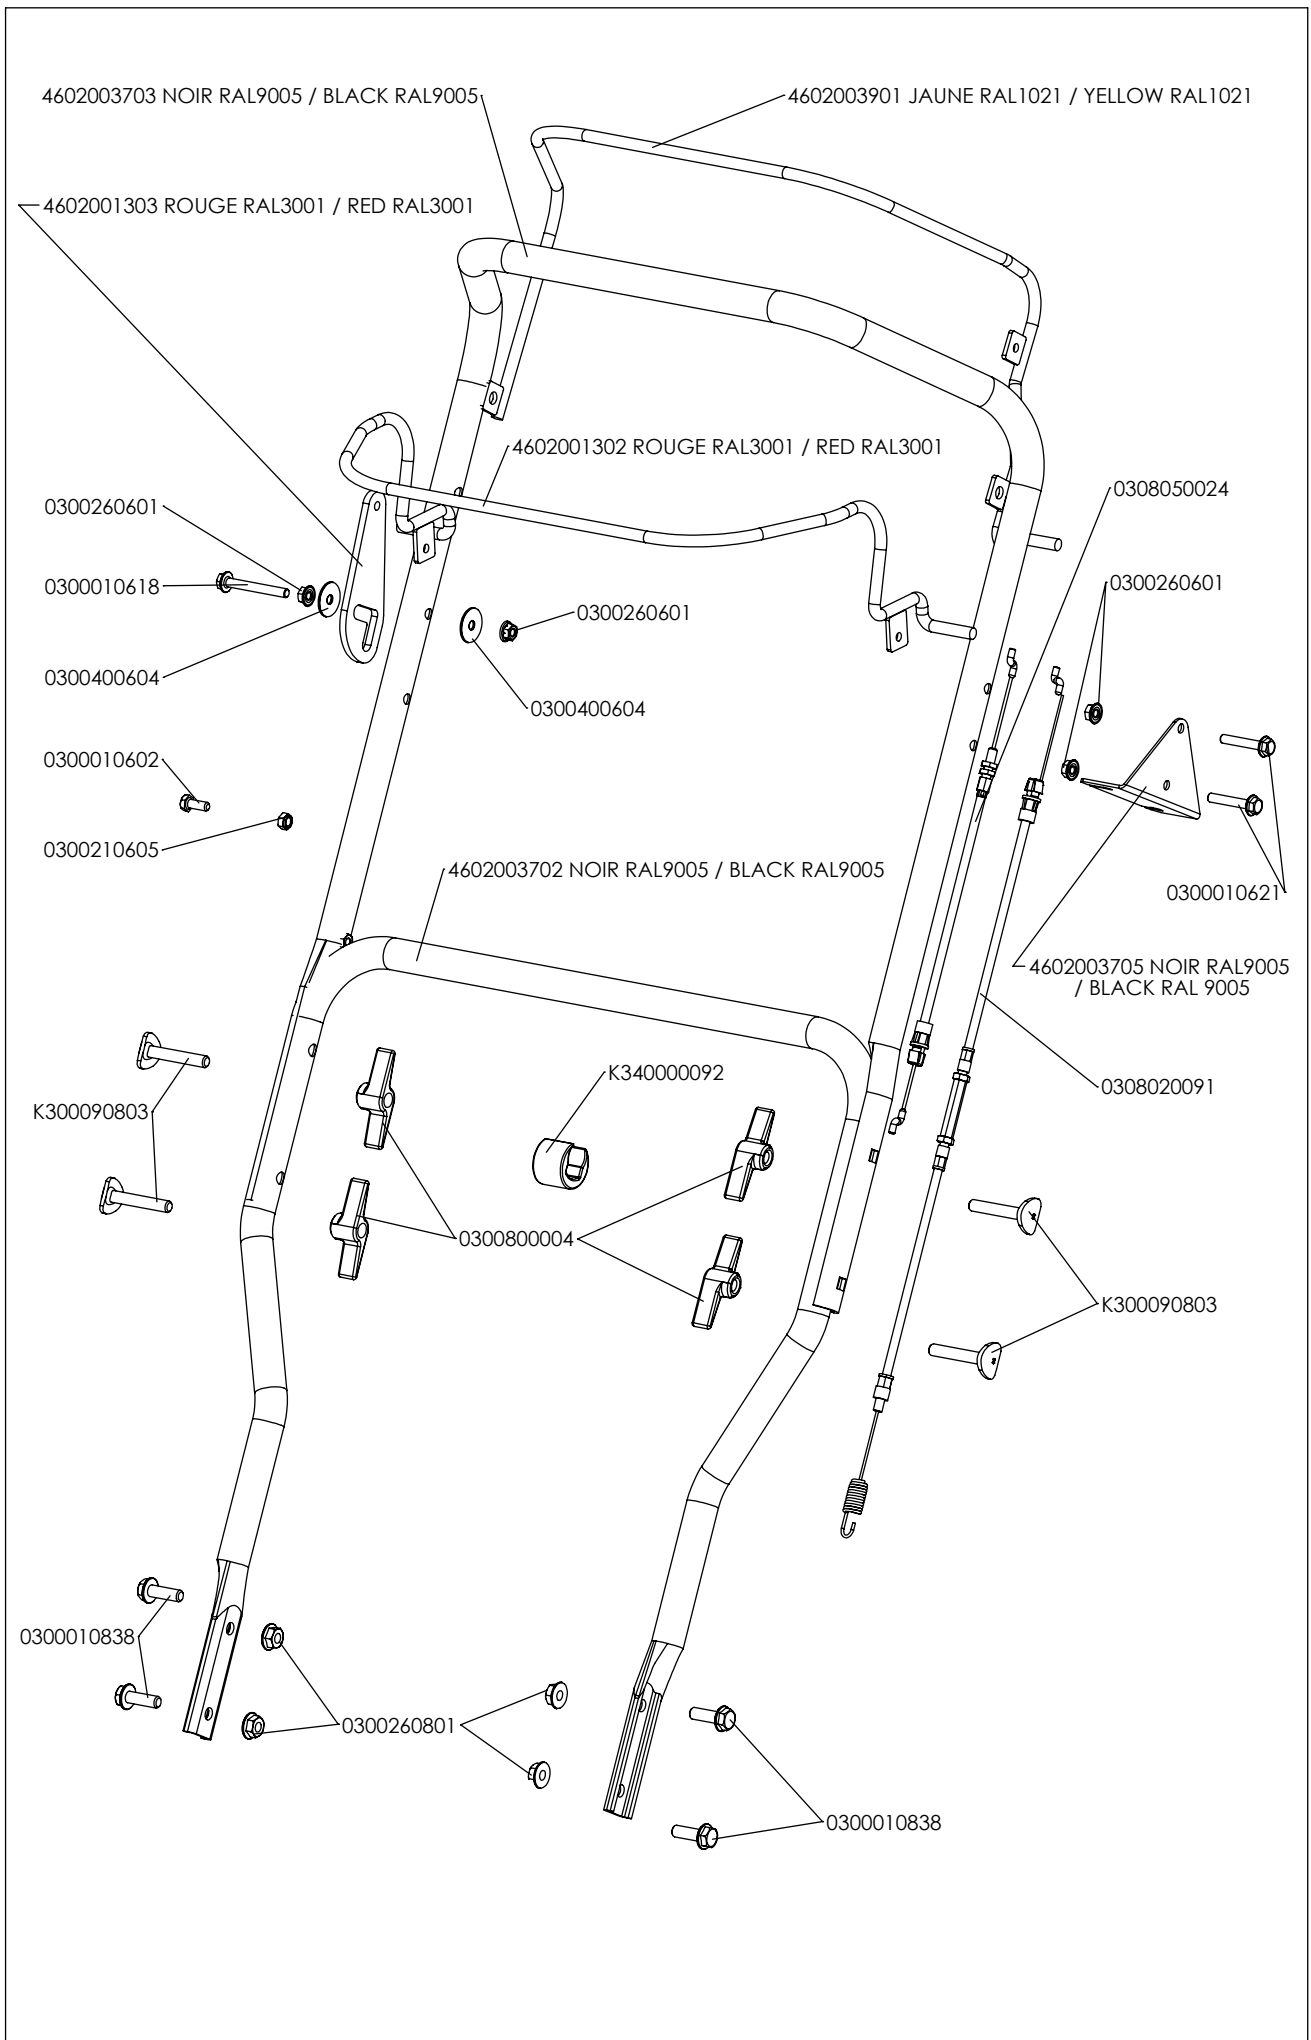 4602003703 NOIR RAL9005 / BLACK RAL9005
4602003901 JAUNE RAL1021 / YELLOW RAL1021
4602001303 ROUGE RAL3001 / RED RAL3001
4602001302 ROUGE RAL3001 / RED RAL3001
0300260601
0308050024
0300010618
0300260601
0300260601
0300400604
0300400604
0300010602
0300210605
4602003702 NOIR RAL9005 / BLACK RAL9005
0300010621
4602003705 NOIR RAL9005
/ BLACK RAL 9005
K340000092
0308020091
K300090803
0300800004
K300090803
0300010838
0300260801
0300010838